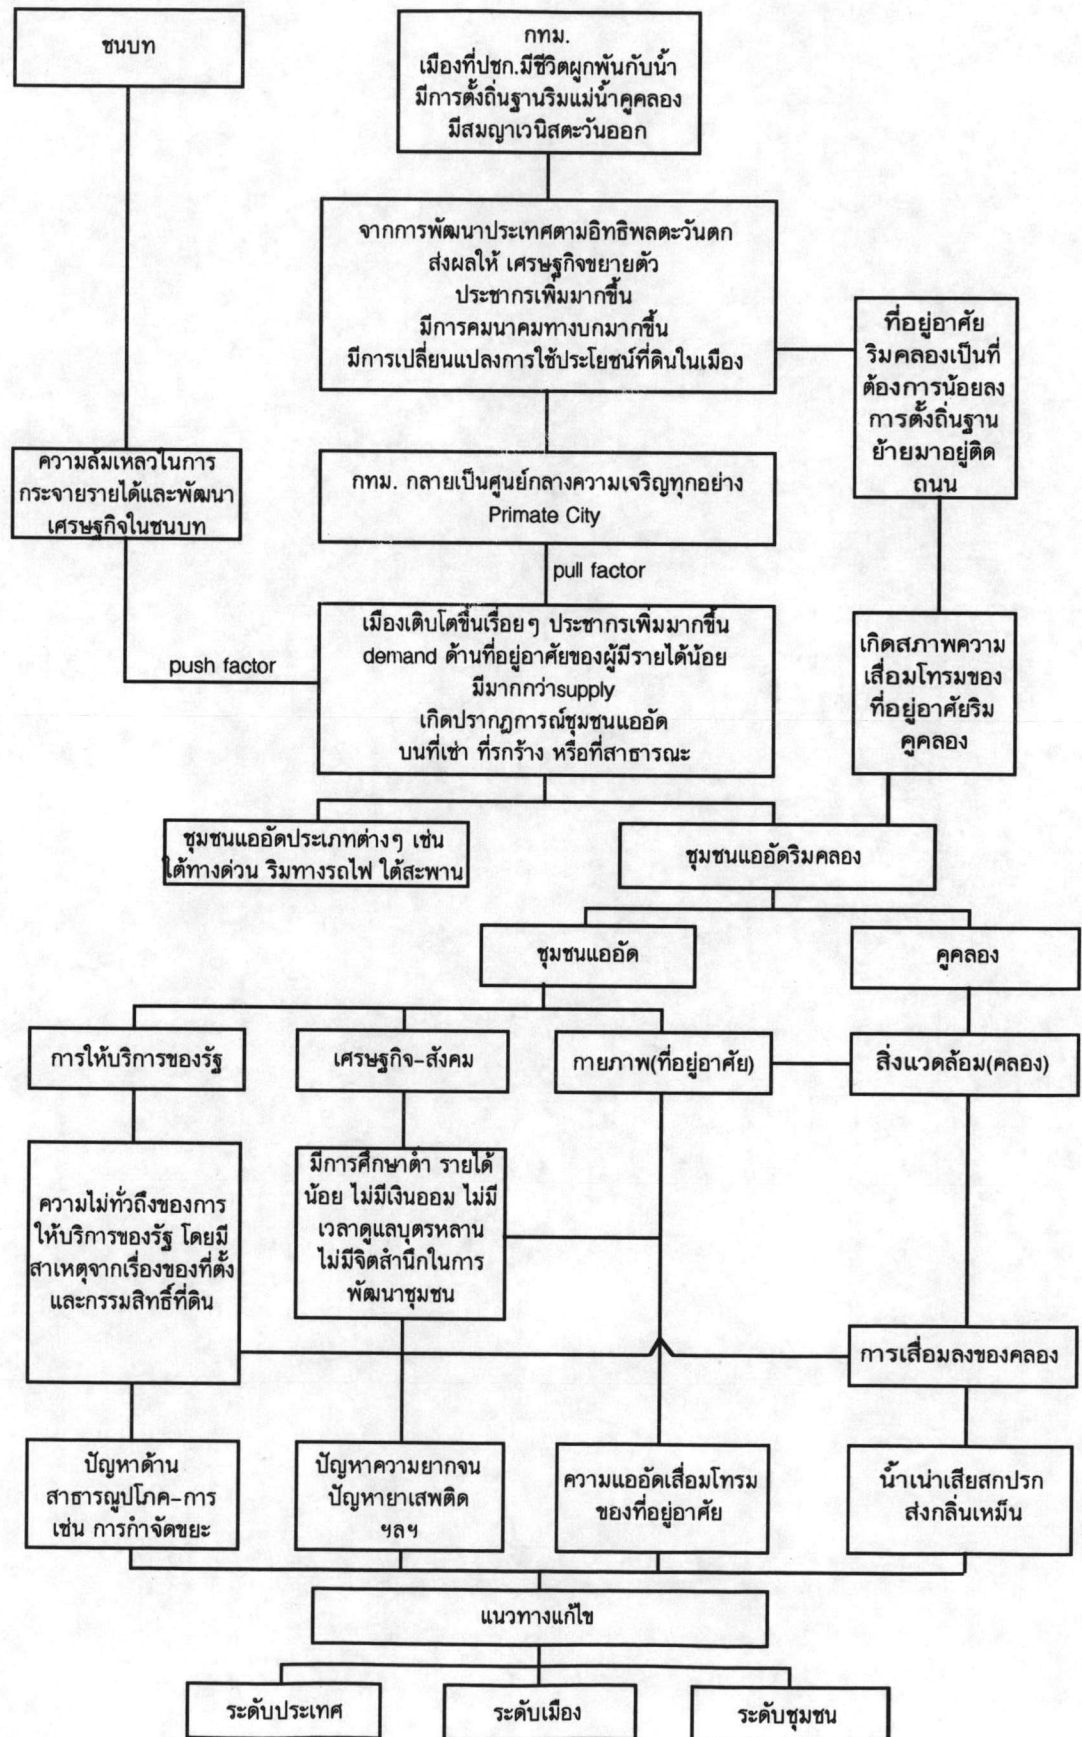 ชนบท
กทม.
เมืองที่ปชก.มีชีวิตผูกพันกับน้ำ
มีการตั้งถิ่นฐานริมแม่น้ำคูคลอง
มีสมญาเวนิสตะวันออก
จากการพัฒนาประเทศตามอิทธิพลตะวันตก
ส่งผลให้ เศรษฐกิจขยายตัว
ประชากรเพิ่มมากขึ้น
มีการคมนาคมทางบกมากขึ้น
มีการเปลี่ยนแปลงการใช้ประโยชน์ที่ดินในเมือง
ที่อยู่อาศัย
ริมคลองเป็นที่
ต้องการน้อยลง
การตั้งถิ่นฐาน
ย้ายมาอยู่ติด
ถนน
ความล้มเหลวในการ
กระจายรายได้และพัฒนา
เศรษฐกิจในชนบท
กทม. กลายเป็นศูนย์กลางความเจริญทุกอย่าง
Primate City
pull factor
push factor
เมืองเติบโตขึ้นเรื่อยๆ ประชากรเพิ่มมากขึ้น
demand ด้านที่อยู่อาศัยของผู้มีรายได้น้อย
มีมากกว่าsupply
เกิดปรากฏการณ์ชุมชนแออัด
บนที่เช่า ที่รกร้าง หรือที่สาธารณะ
เกิดสภาพความ
เสื่อมโทรมของ
ที่อยู่อาศัยริม
คูคลอง
ชุมชนแออัดประเภทต่างๆ เช่น
ใต้ทางด่วน ริมทางรถไฟ ใต้สะพาน
ชุมชนแออัดริมคลอง
ชุมชนแออัด
คูคลอง
การให้บริการของรัฐ
เศรษฐกิจ-สังคม
กายภาพ(ที่อยู่อาศัย)
สิ่งแวดล้อม(คลอง)
ความไม่ทั่วถึงของการ
ให้บริการของรัฐ โดยมี
สาเหตุจากเรื่องของที่ตั้ง
และกรรมสิทธิ์ที่ดิน
มีการศึกษาต่ำ รายได้
น้อย ไม่มีเงินออม ไม่มี
เวลาดูแลบุตรหลาน
ไม่มีจิตสำนึกในการ
พัฒนาชุมชน
การเสื่อมลงของคลอง
ปัญหาด้าน
สาธารณูปโภค-การ
เช่น การกำจัดขยะ
ปัญหาความยากจน
ปัญหายาเสพติด
ฯลฯ
ความแออัดเสื่อมโทรม
ของที่อยู่อาศัย
น้ำเน่าเสียสกปรก
ส่งกลิ่นเหม็น
แนวทางแก้ไข
ระดับประเทศ
ระดับเมือง
ระดับชุมชน